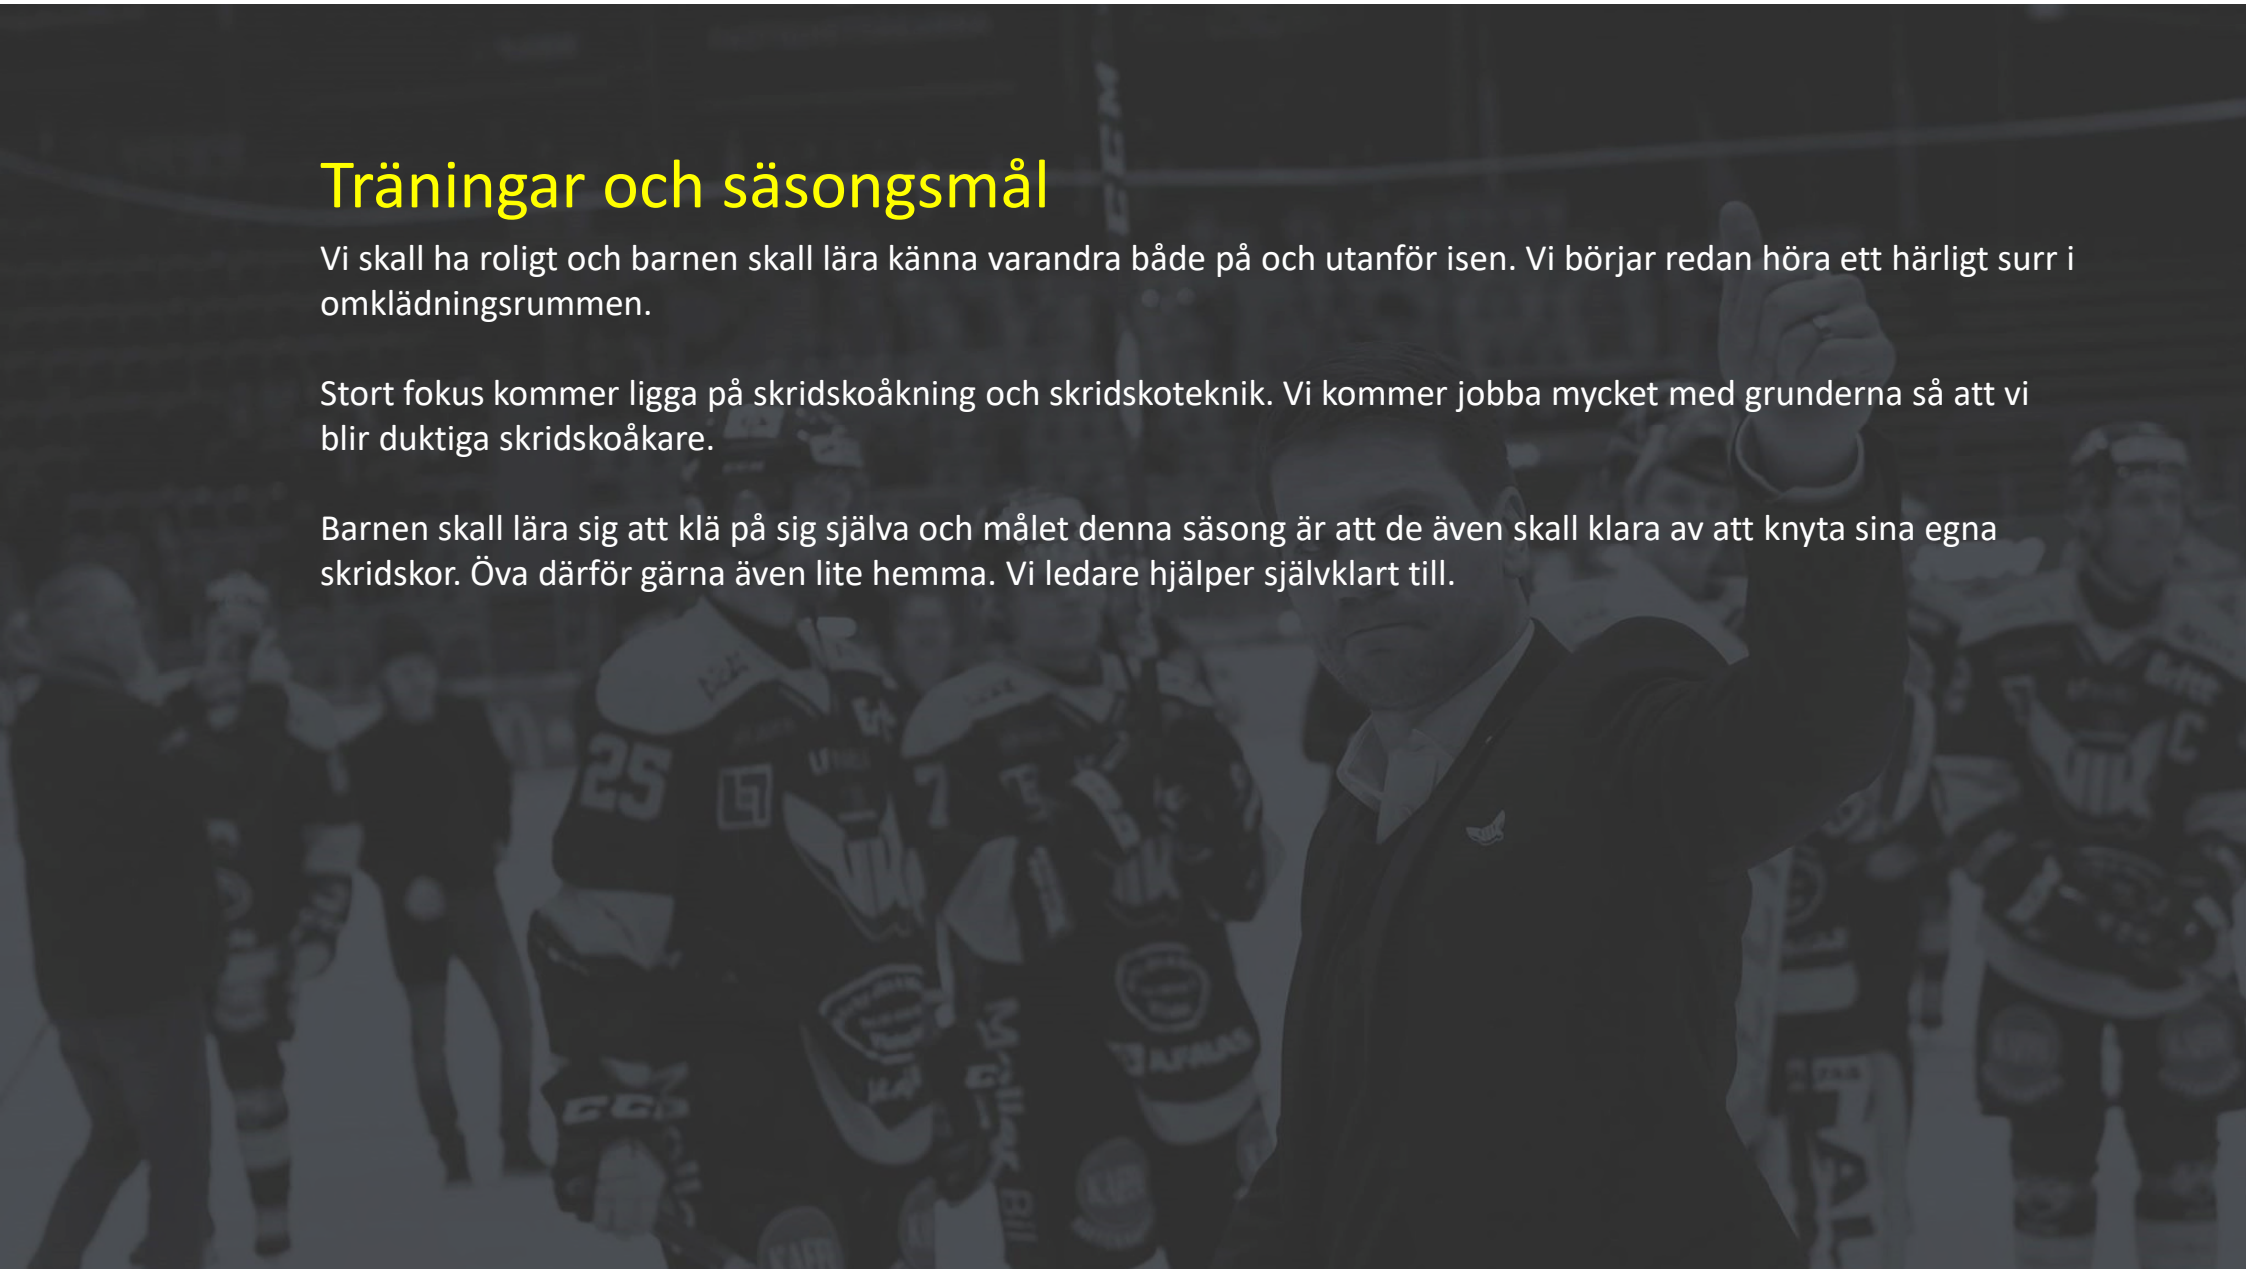 Träningar och säsongsmål
Vi skall ha roligt och barnen skall lära känna varandra både på och utanför isen. Vi börjar redan höra ett härligt surr i
omklädningsrummen.
Stort fokus kommer ligga på skridskoåkning och skridskoteknik. Vi kommer jobba mycket med grunderna så att vi
blir duktiga skridskoåkare.
Barnen skall lära sig att klä på sig själva och målet denna säsong är att de även skall klara av att knyta sina egna
skridskor. Öva därför gärna även lite hemma. Vi ledare hjälper självklart till.
25
7
C
CCM